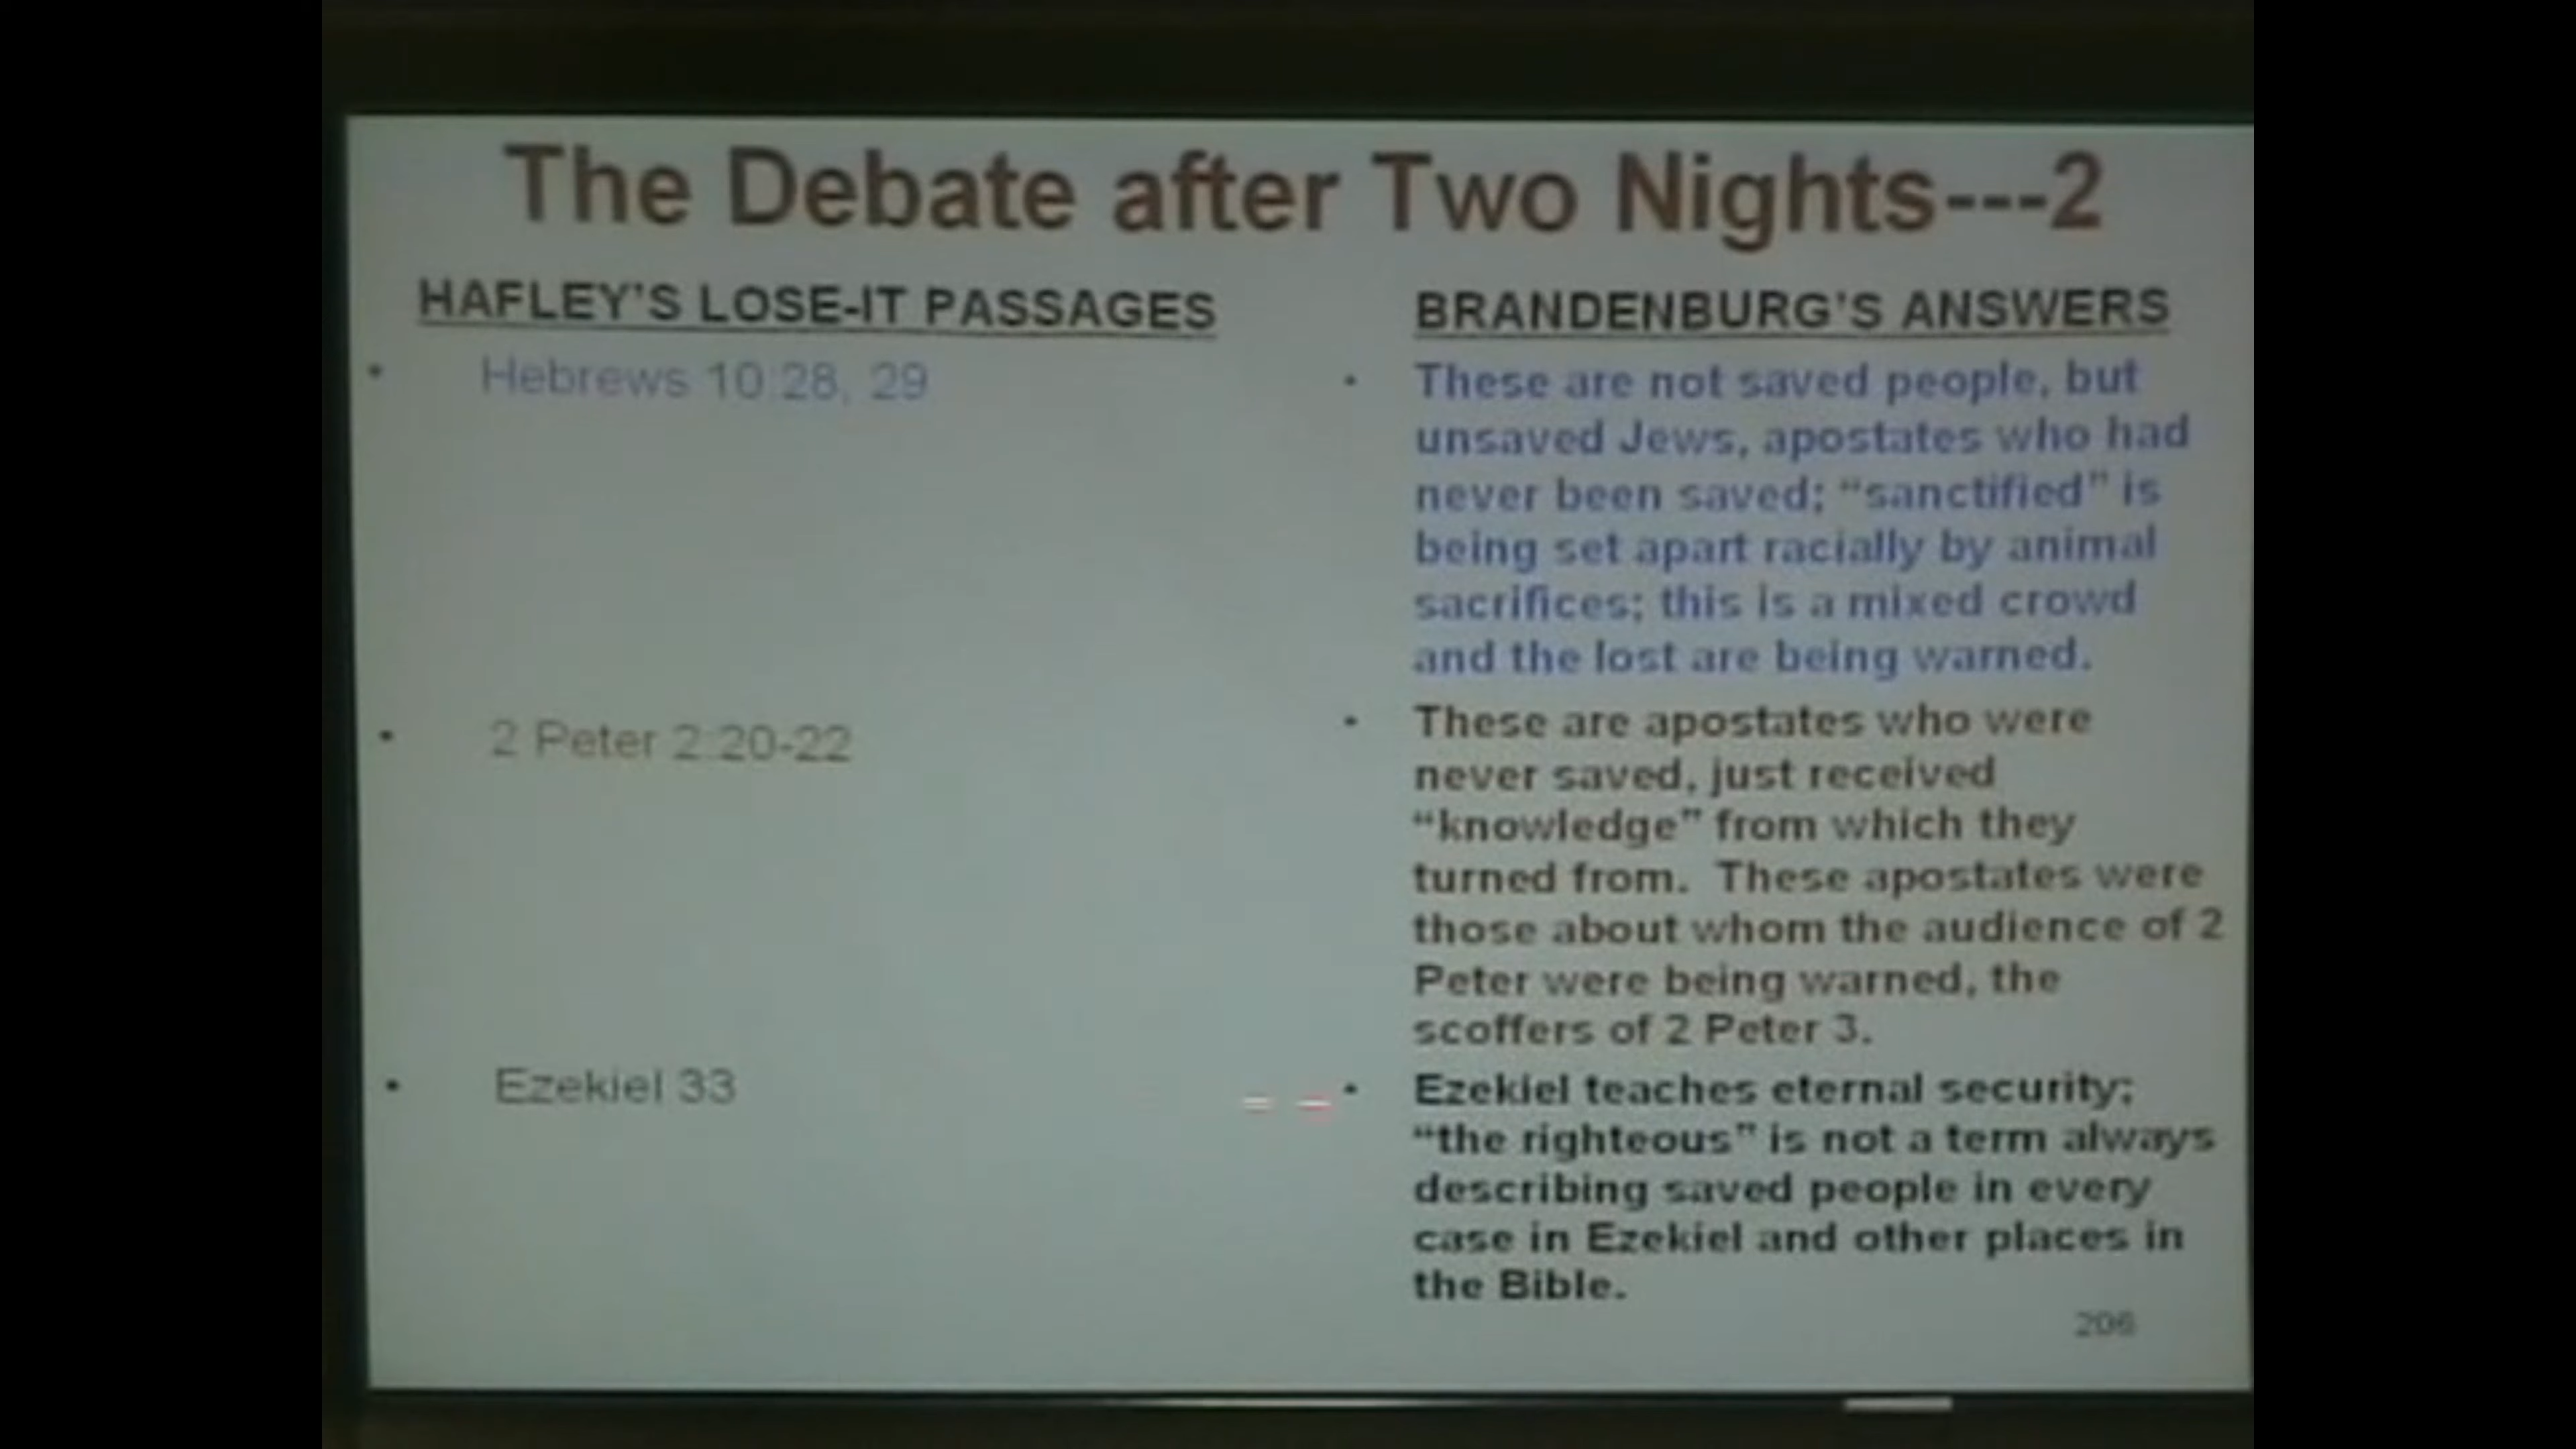 The Debate after Two Nights---2
HAFLEY'S LOSE-IT PASSAGES
• Hebrews 10:28, 29
• 2 Peter 2:20-22
• Ezekiel 33
BRANDENBURG'S ANSWERS
• These are not saved people, but
unsaved Jews, apostates who had
never been saved; “sanctified” is
being set apart racially by animal
sacrifices; this is a mixed crowd
and the lost are being warned.
• These are apostates who were
never saved, just received
“knowledge” from which they
turned from. These apostates were
those about whom the audience of 2
Peter were being warned, the
scoffers of 2 Peter 3.
• Ezekiel teaches eternal security;
“the righteous” is not a term always
describing saved people in every
case in Ezekiel and other places in
the Bible.
206